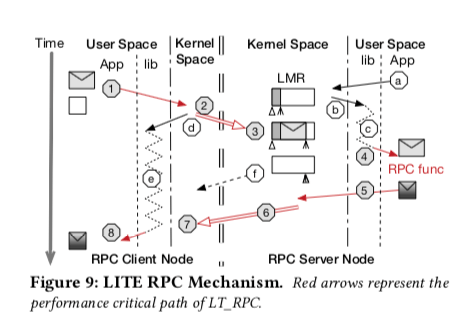 Time
User Space
Kernel Space
Kernel Space
User Space
App
lib
lib
App
LMR
1
a
2
b
d
3
c
4
RPC func
f
e
5
6
7
8
RPC Client Node
RPC Server Node
Figure 9: LITE RPC Mechanism. Red arrows represent the
performance critical path of LT_RPC.